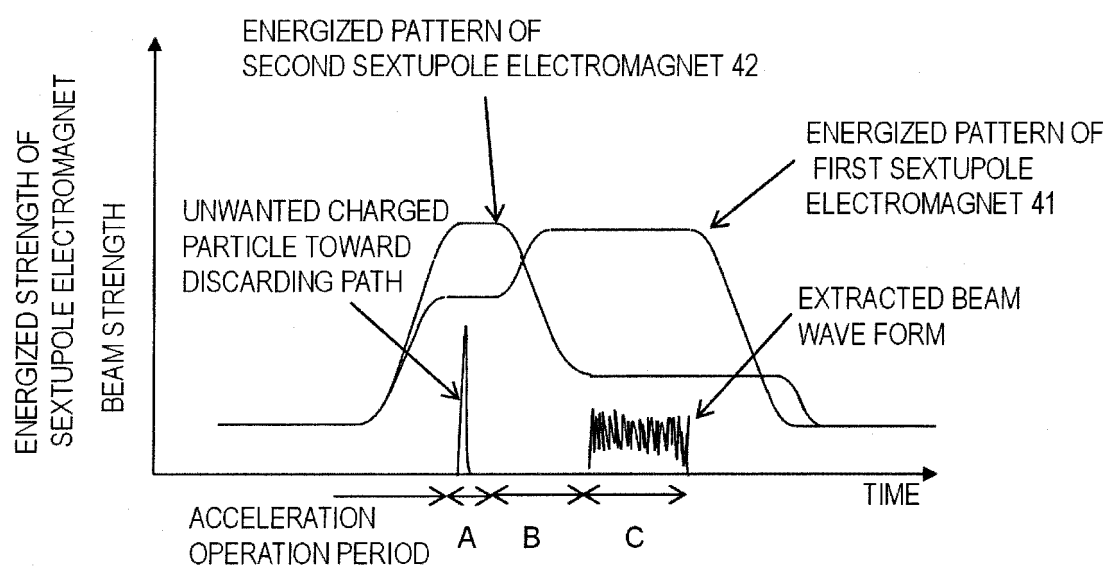 ENERGIZED PATTERN OF
SECOND SEXTUPOLE ELECTROMAGNET 42
ENERGIZED PATTERN OF
FIRST SEXTUPOLE
ELECTROMAGNET 41
UNWANTED CHARGED
PARTICLE TOWARD
DISCARDING PATH
EXTRACTED BEAM
WAVE FORM
ENERGIZED STRENGTH OF
SEXTUPOLE ELECTROMAGNET
BEAM STRENGTH
TIME
ACCELERATION
OPERATION PERIOD
A
B
C